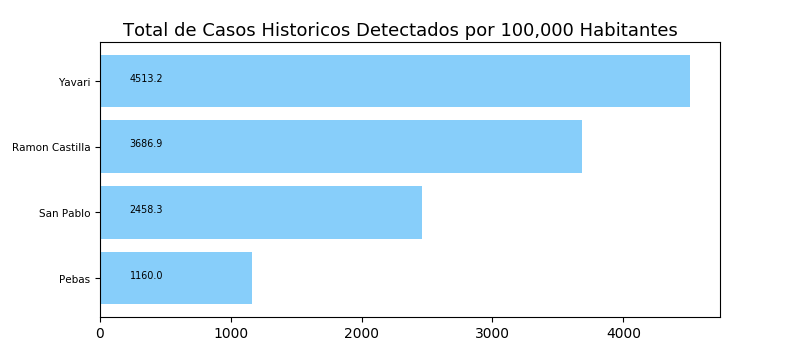 Total de Casos Historicos Detectados por 100,000 Habitantes
Yavari 4513.2
Ramon Castilla 3686.9
San Pablo 2458.3
Pebas 1160.0
0 1000 2000 3000 4000